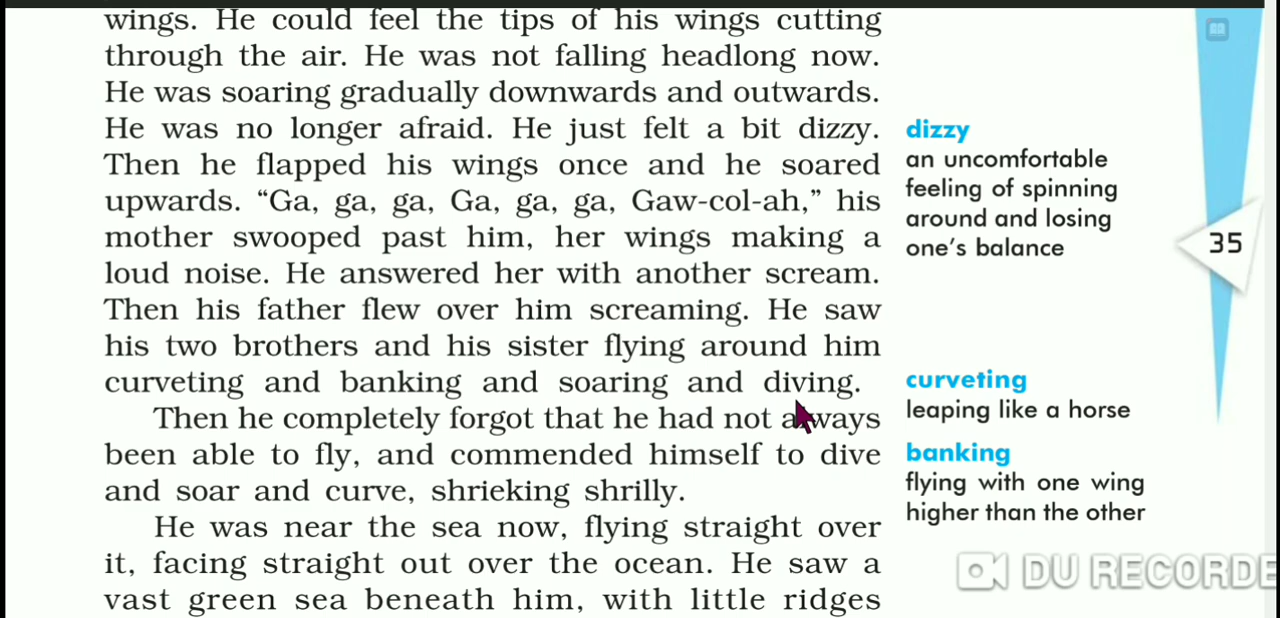 wings. He could feel the tips of his wings cutting
through the air. He was not falling headlong now.
He was soaring gradually downwards and outwards.
He was no longer afraid. He just felt a bit dizzy.
Then he flapped his wings once and he soared
upwards. “Ga, ga, ga, Ga, ga, ga, Gaw-col-ah,” his
mother swooped past him, her wings making a
loud noise. He answered her with another scream.
Then his father flew over him screaming. He saw
his two brothers and his sister flying around him
curveting and banking and soaring and diving.
Then he completely forgot that he had not always
been able to fly, and commended himself to dive
and soar and curve, shrieking shrilly.
He was near the sea now, flying straight over
it, facing straight out over the ocean. He saw a
vast green sea beneath him, with little ridges
dizzy
an uncomfortable
feeling of spinning
around and losing
one’s balance
curveting
leaping like a horse
banking
flying with one wing
higher than the other
35
DU RECORDE